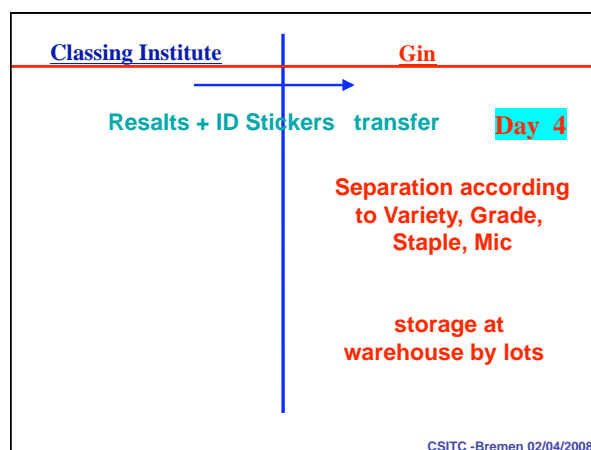 Classing Institute
Gin
Resalts + ID Stickers transfer
Day 4
Separation according
to Variety, Grade,
Staple, Mic
storage at
warehouse by lots
CSITC -Bremen 02/04/2008